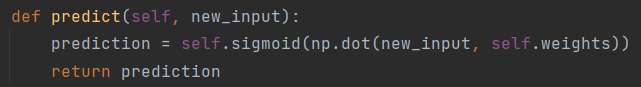 def predict(self, new_input):
    prediction = self.sigmoid(np.dot(new_input, self.weights))
    return prediction